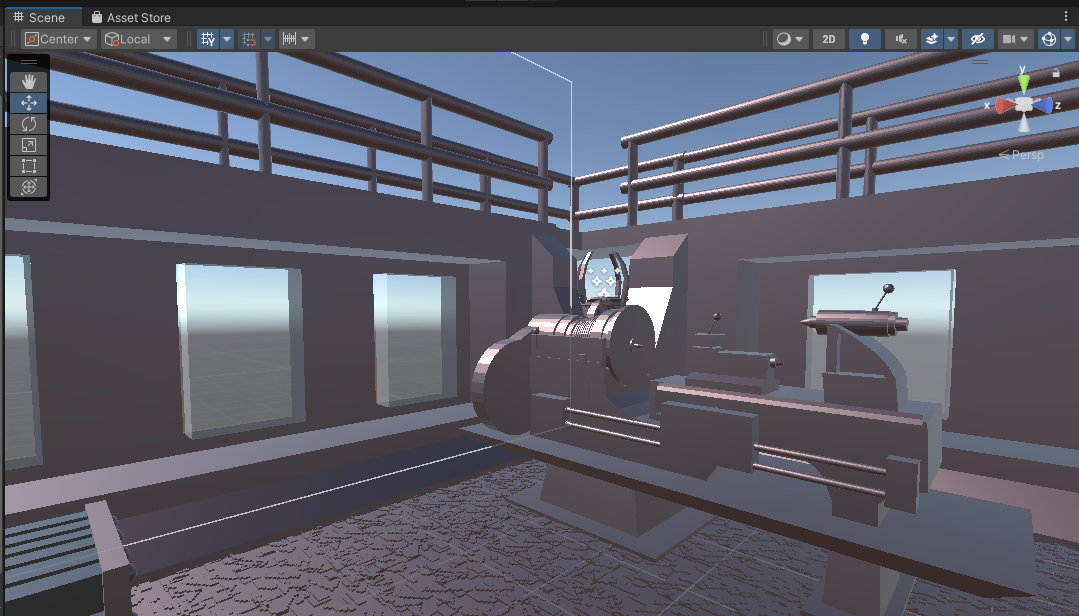 Scene
Asset Store
Center
Local
2D
y
x
z
Persp